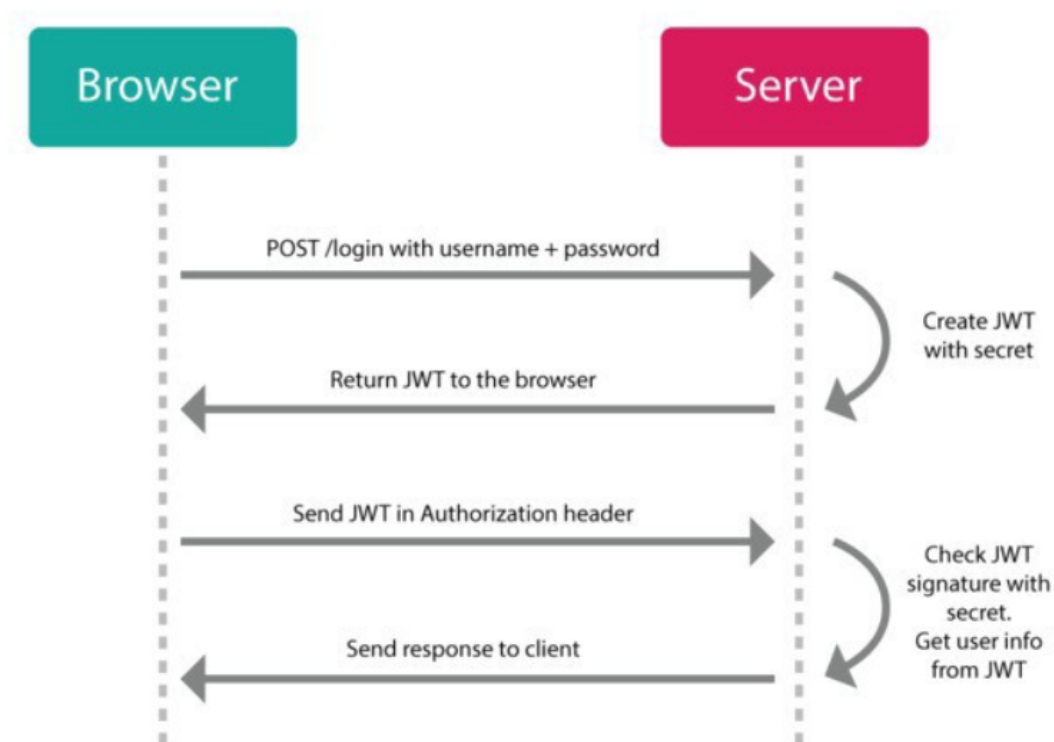 Browser
Server
POST /login with username + password
Create JWT
with secret
Return JWT to the browser
Send JWT in Authorization header
Check JWT
signature with
secret.
Get user info
from JWT
Send response to client